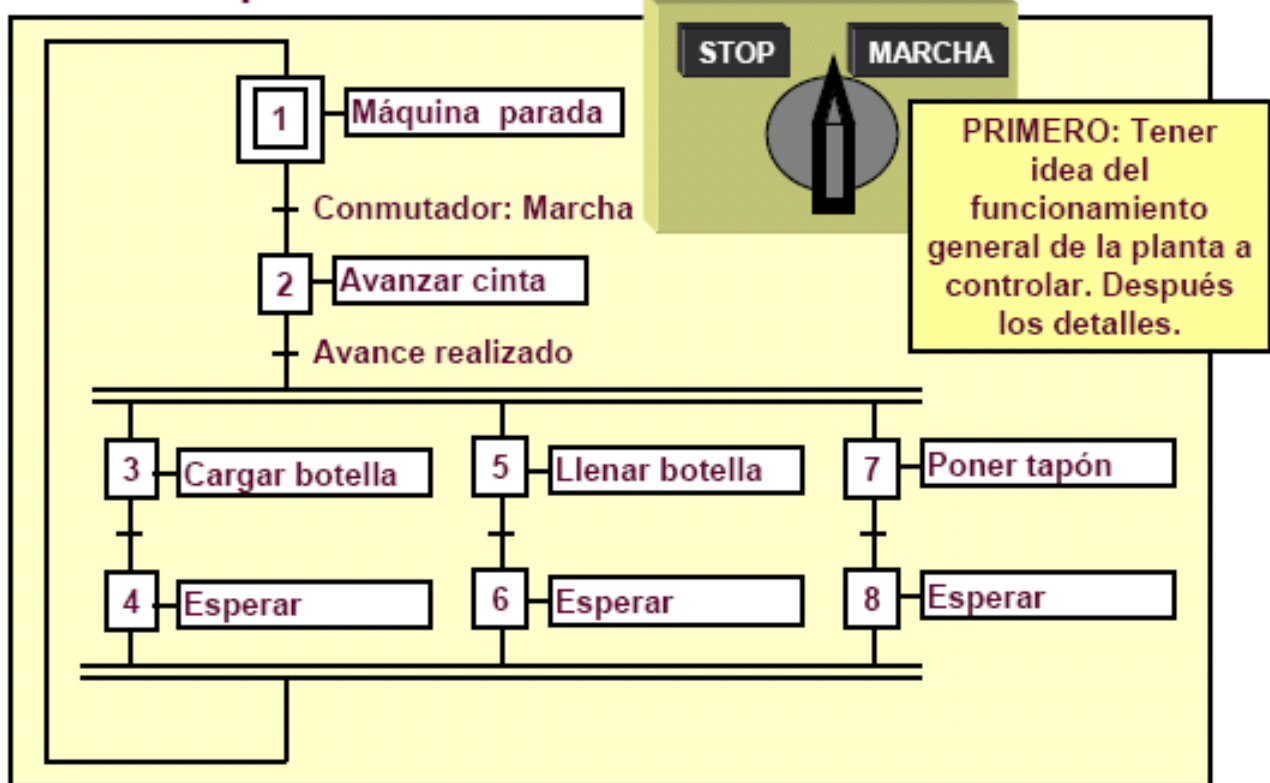 STOP
MARCHA
1
Máquina parada
PRIMERO: Tener
idea del
funcionamiento
general de la planta a
controlar. Después
los detalles.
Conmutador: Marcha
2
Avanzar cinta
Avance realizado
3
Cargar botella
5
Llenar botella
7
Poner tapón
4
Esperar
6
Esperar
8
Esperar